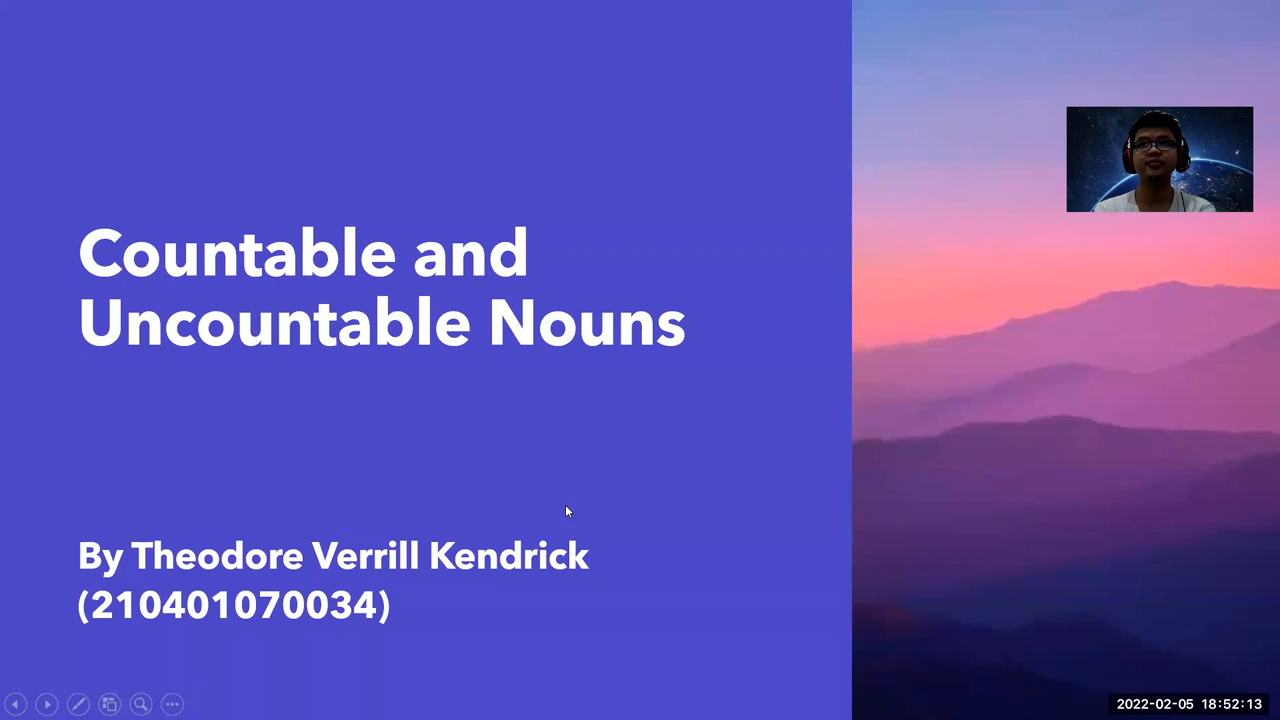 Countable and
Uncountable Nouns
By Theodore Verrill Kendrick
(210401070034)
2022-02-05 18:52:13